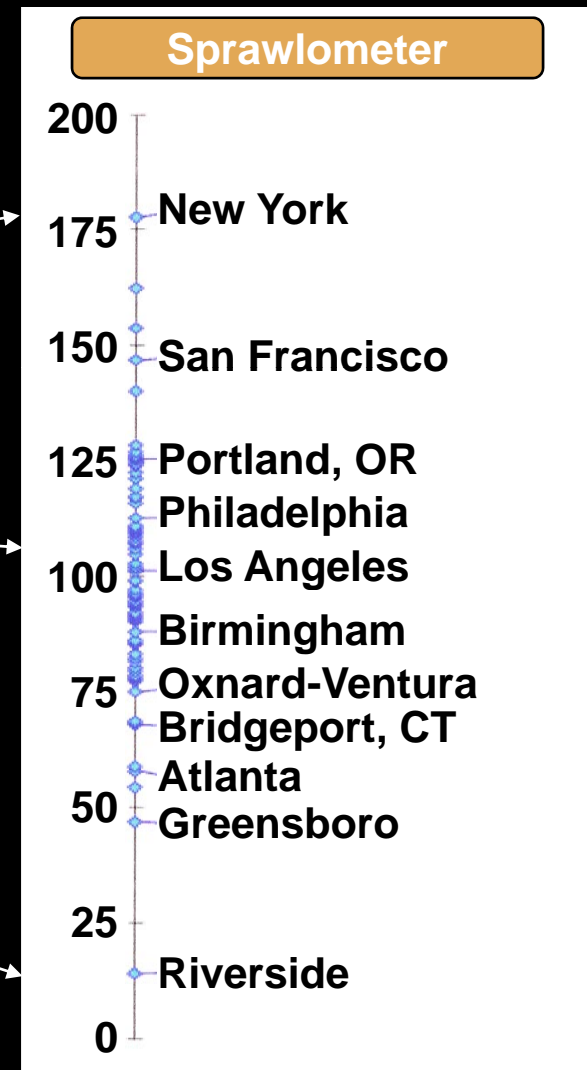 Sprawlometer
200
New York
175
150
San Francisco
125
Portland, OR
Philadelphia
Los Angeles
100
Birmingham
Oxnard-Ventura
75
Bridgeport, CT
Atlanta
50
Greensboro
25
Riverside
0